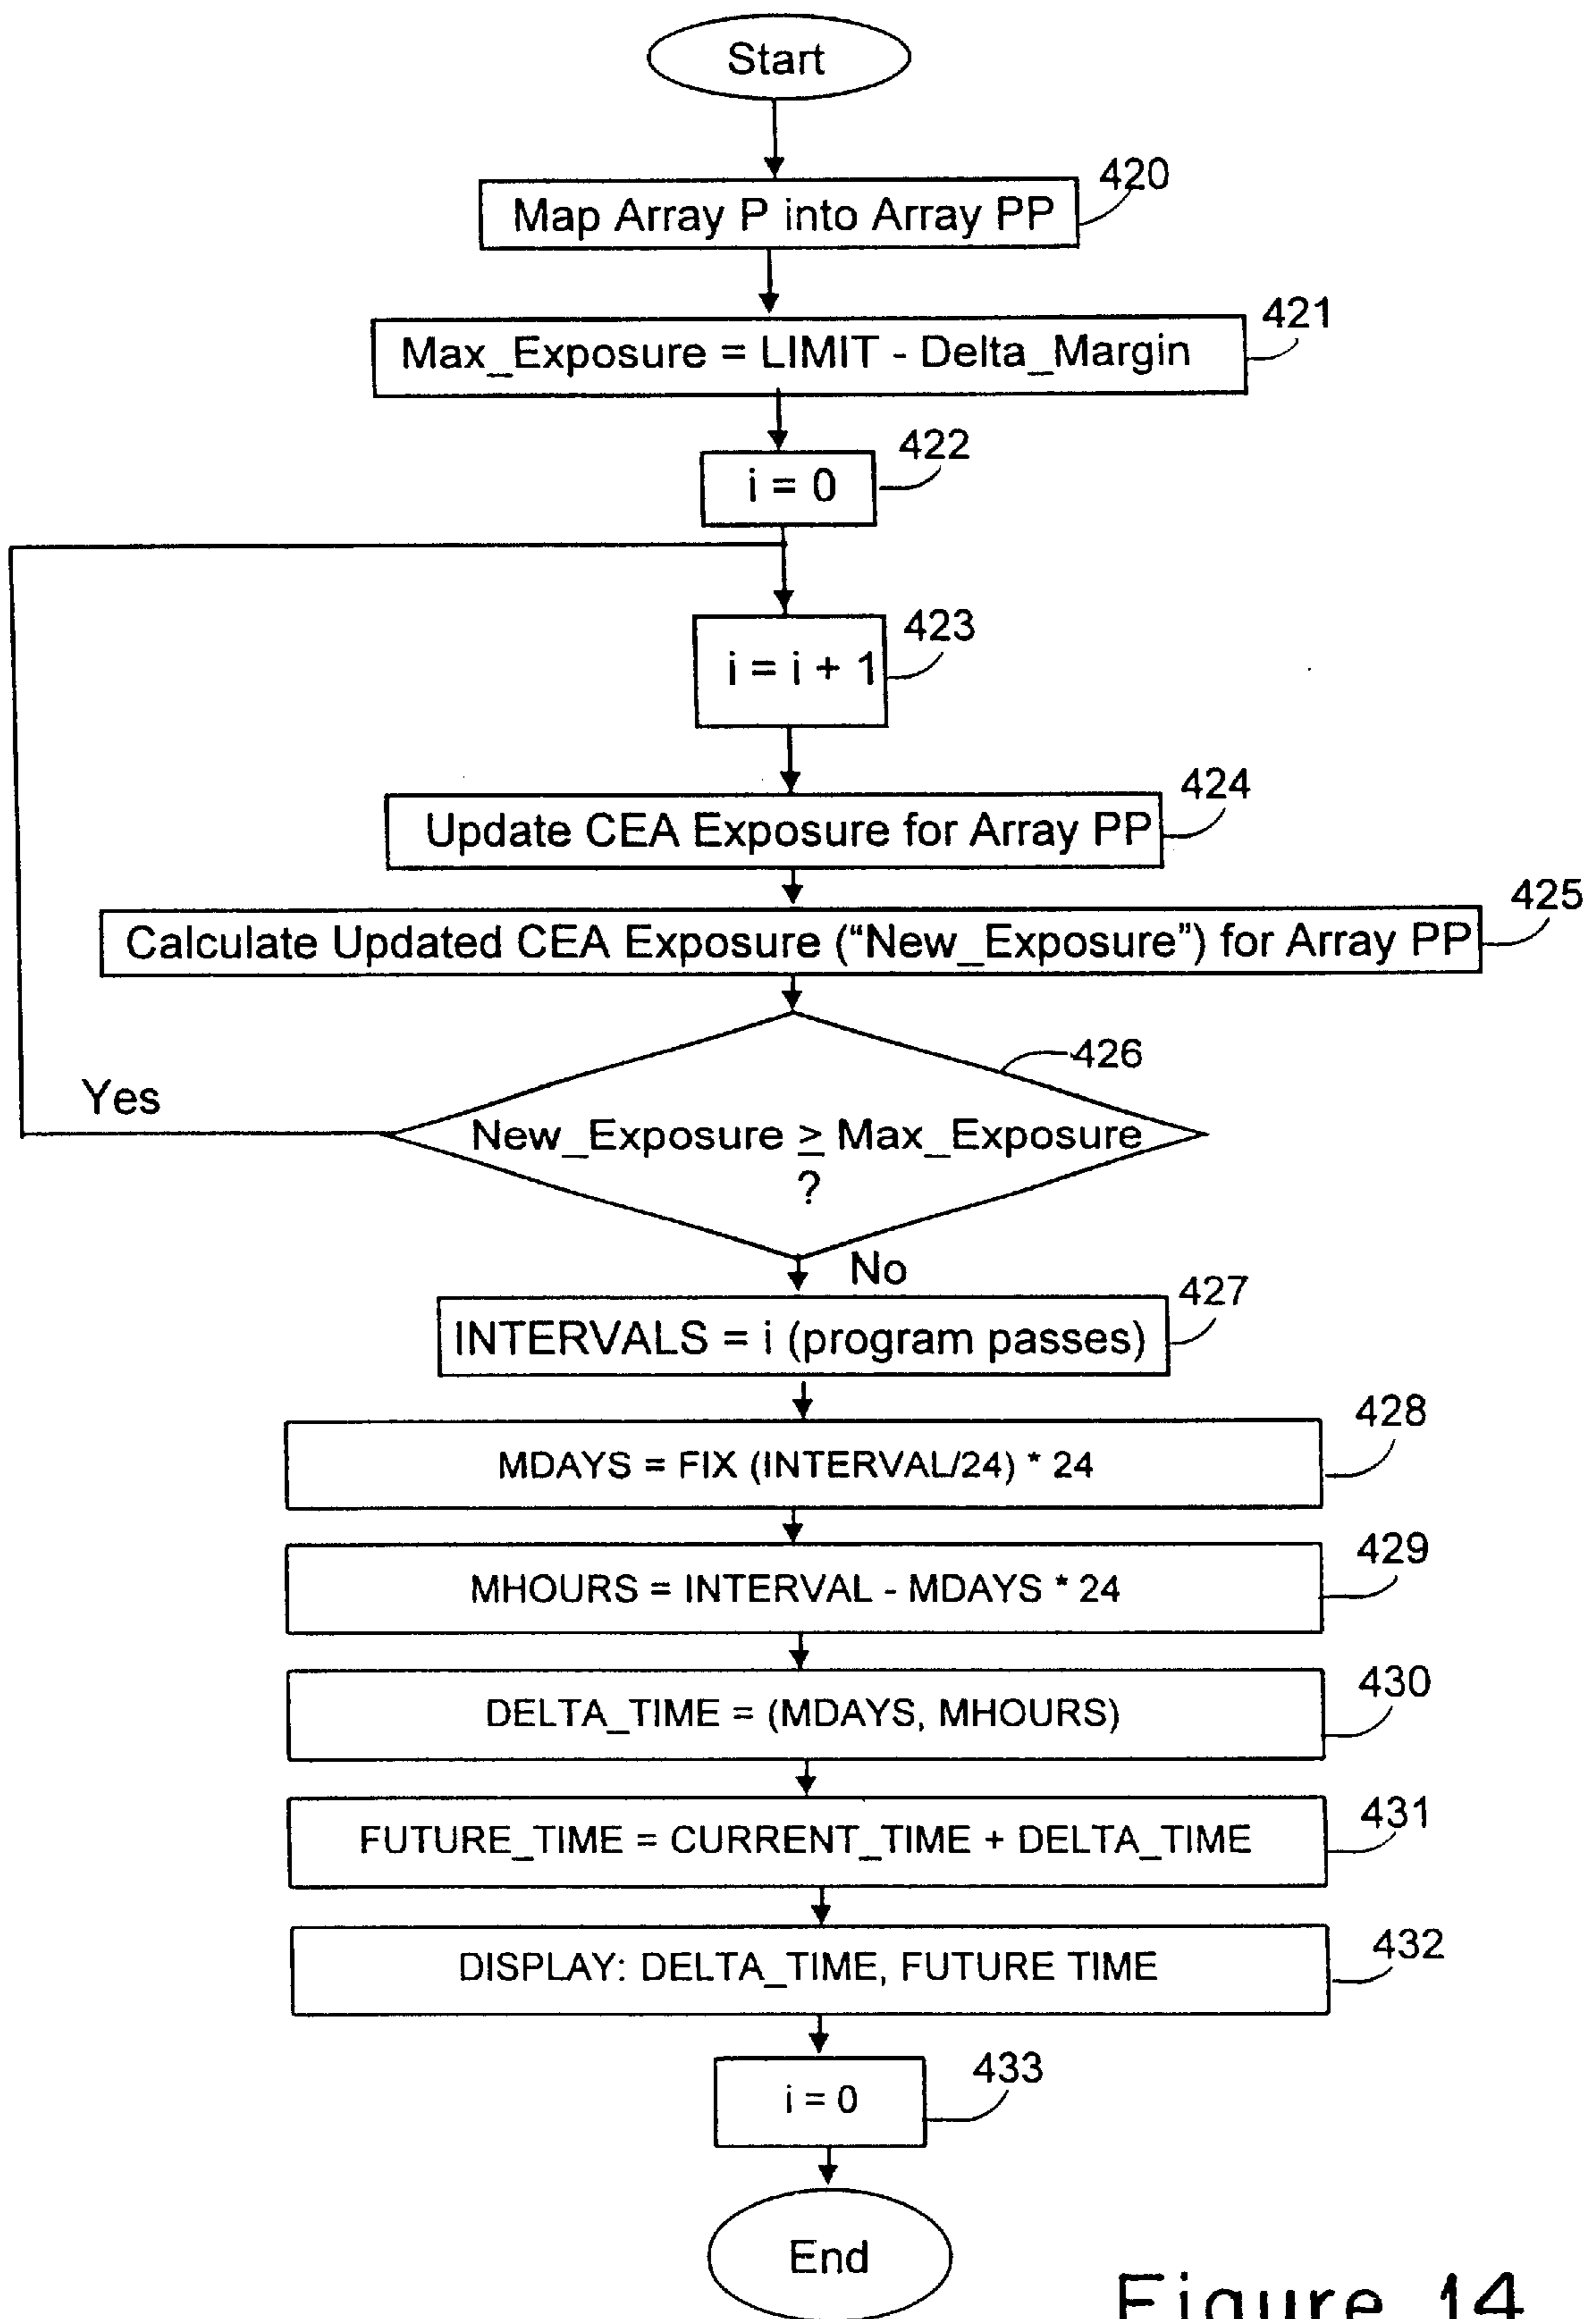 Start
420
Map Array P into Array PP
421
Max_Exposure = LIMIT - Delta_Margin
422
i = 0
423
i = i + 1
424
Update CEA Exposure for Array PP
425
Calculate Updated CEA Exposure (“New_Exposure”) for Array PP
426
Yes
New_Exposure ≥ Max_Exposure
?
No
427
INTERVALS = i (program passes)
428
MDAYS = FIX (INTERVAL/24) * 24
429
MHOURS = INTERVAL - MDAYS * 24
430
DELTA_TIME = (MDAYS, MHOURS)
431
FUTURE_TIME = CURRENT_TIME + DELTA_TIME
432
DISPLAY: DELTA_TIME, FUTURE TIME
433
i = 0
End
Figure 14